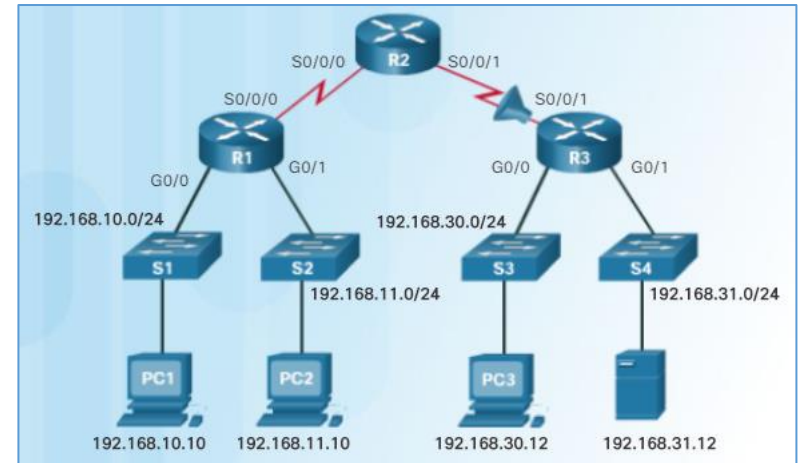 R2
S0/0/0
S0/0/1
S0/0/0
S0/0/1
R1
R3
G0/0
G0/1
G0/0
G0/1
192.168.10.0/24
192.168.30.0/24
S1
S2
S3
S4
192.168.11.0/24
192.168.31.0/24
PC1
PC2
PC3
192.168.10.10
192.168.11.10
192.168.30.12
192.168.31.12